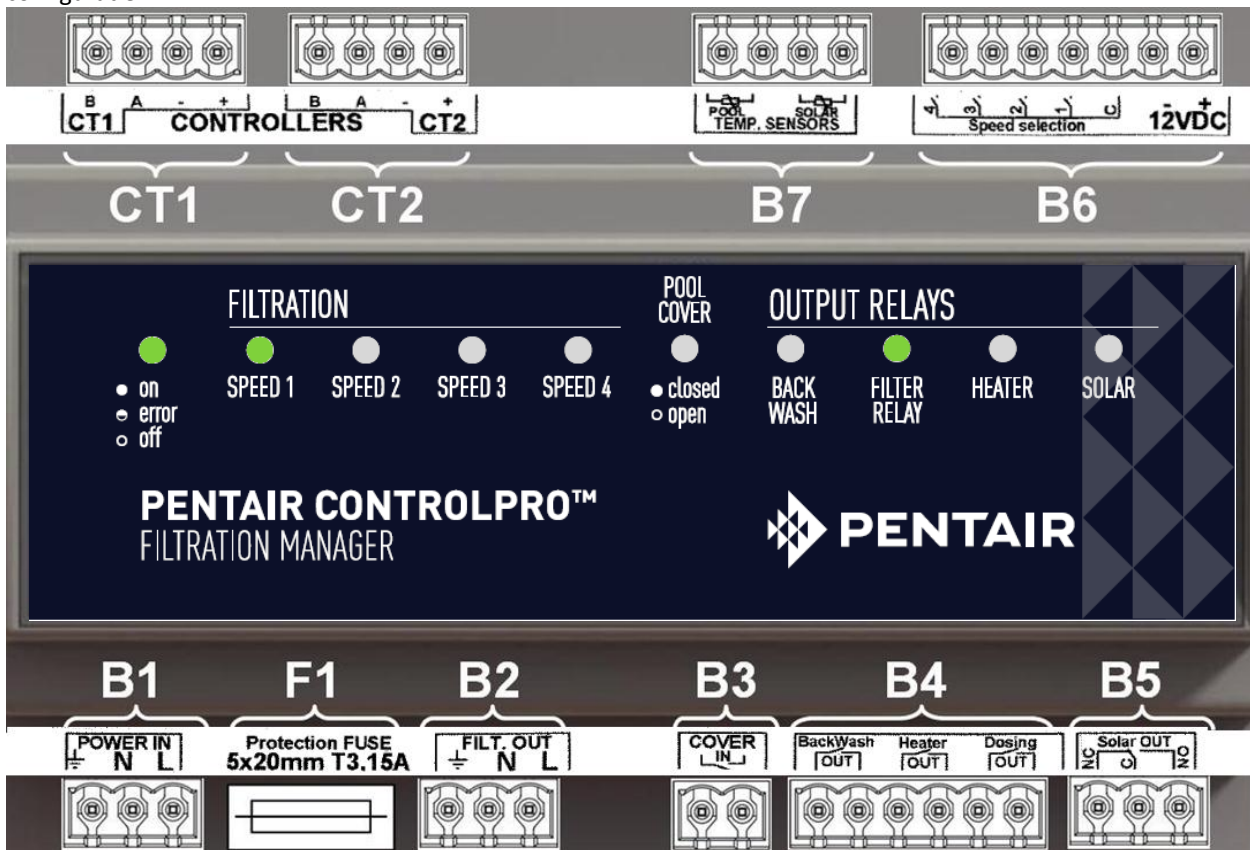 B A - + B A - +
CT1 CONTROLLERS CT2
POOL SOLAR
TEMP. SENSORS
4 3 2 1 C - +
Speed selection 12VDC
CT1 CT2 B7 B6
FILTRATION
POOL
COVER
OUTPUT RELAYS
on
error
off
SPEED 1 SPEED 2 SPEED 3 SPEED 4
closed
open
BACK
WASH
FILTER
RELAY
HEATER
SOLAR
PENTAIR CONTROLPRO™
FILTRATION MANAGER
PENTAIR
B1 F1 B2 B3 B4 B5
POWER IN
N L
Protection FUSE
5x20mm T3.15A
FILT. OUT
N L
COVER
IN
BackWash
OUT
Heater
OUT
Dosing
OUT
Solar OUT
NC C NO